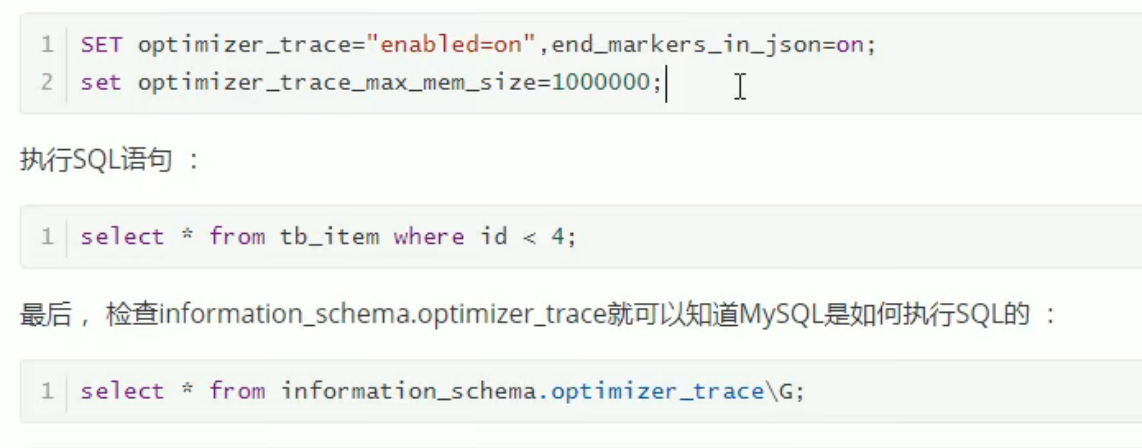 1 SET optimizer_trace="enabled=on",end_markers_in_json=on;
2 set optimizer_trace_max_mem_size=1000000;
执行SQL语句 ：
1 select * from tb_item where id < 4;
最后， 检查information_schema.optimizer_trace就可以知道MySQL是如何执行SQL的 ：
1 select * from information_schema.optimizer_trace\G;